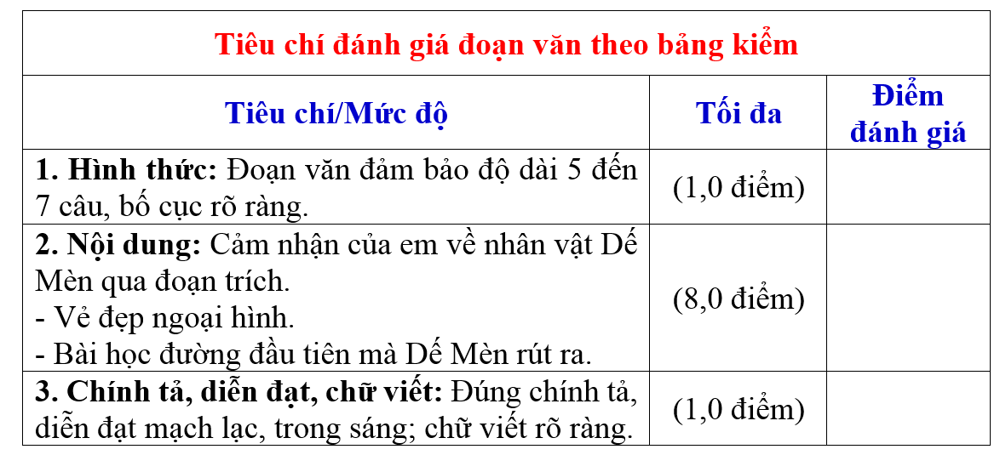 Tiêu chí đánh giá đoạn văn theo bảng kiểm
Tiêu chí/Mức độ
Tối đa
Điểm
đánh giá
1. Hình thức: Đoạn văn đảm bảo độ dài 5 đến
7 câu, bố cục rõ ràng.
(1,0 điểm)
2. Nội dung: Cảm nhận của em về nhân vật Dế
Mèn qua đoạn trích.
- Vẻ đẹp ngoại hình.
- Bài học đường đầu tiên mà Dế Mèn rút ra.
(8,0 điểm)
3. Chính tả, diễn đạt, chữ viết: Đúng chính tả,
diễn đạt mạch lạc, trong sáng; chữ viết rõ ràng.
(1,0 điểm)